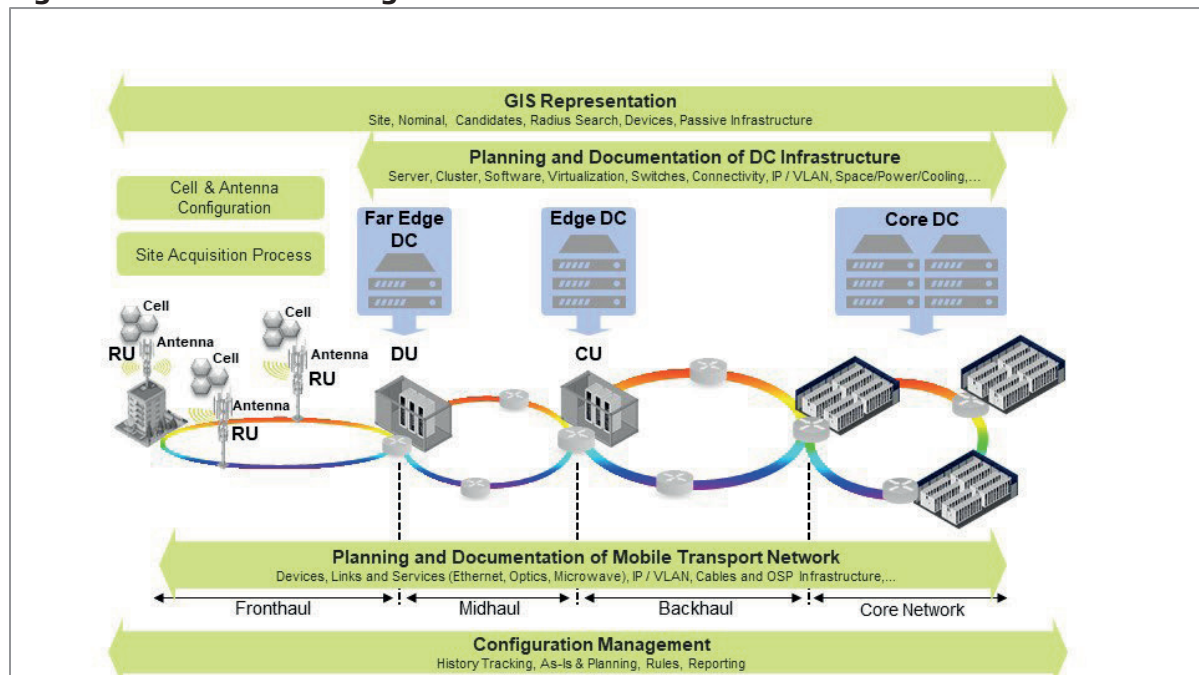 GIS Representation
Site, Nominal, Candidates, Radius Search, Devices, Passive Infrastructure
Planning and Documentation of DC Infrastructure
Server, Cluster, Software, Virtualization, Switches, Connectivity, IP / VLAN, Space/Power/Cooling,...
Cell & Antenna
Configuration
Site Acquisition Process
Far Edge
DC
Edge DC
Core DC
Cell
Antenna
RU
Cell
Antenna
RU
Cell
Antenna
RU
DU
CU
Planning and Documentation of Mobile Transport Network
Devices, Links and Services (Ethernet, Optics, Microwave), IP / VLAN, Cables and OSP Infrastructure,...
Fronthaul
Midhaul
Backhaul
Core Network
Configuration Management
History Tracking, As-Is & Planning, Rules, Reporting